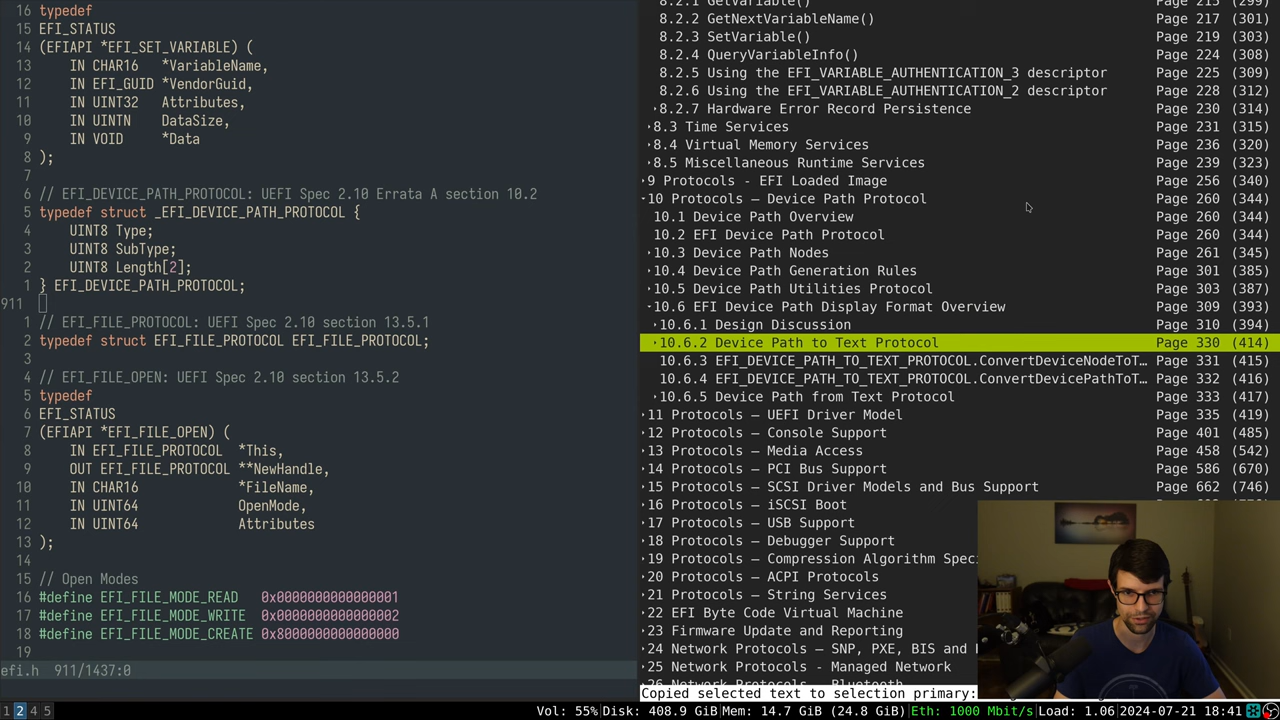 16 typedef
15 EFI_STATUS
14 (EFIAPI *EFI_SET_VARIABLE) (
13 IN CHAR16 *VariableName,
12 IN EFI_GUID *VendorGuid,
11 IN UINT32 Attributes,
10 IN UINTN DataSize,
9 IN VOID *Data
8 );
7
6 // EFI_DEVICE_PATH_PROTOCOL: UEFI Spec 2.10 Errata A section 10.2
5 typedef struct _EFI_DEVICE_PATH_PROTOCOL {
4 UINT8 Type;
3 UINT8 SubType;
2 UINT8 Length[2];
1 } EFI_DEVICE_PATH_PROTOCOL;
911
1 // EFI_FILE_PROTOCOL: UEFI Spec 2.10 section 13.5.1
2 typedef struct EFI_FILE_PROTOCOL EFI_FILE_PROTOCOL;
3
4 // EFI_FILE_OPEN: UEFI Spec 2.10 section 13.5.2
5 typedef
6 EFI_STATUS
7 (EFIAPI *EFI_FILE_OPEN) (
8 IN EFI_FILE_PROTOCOL *This,
9 OUT EFI_FILE_PROTOCOL **NewHandle,
10 IN CHAR16 *FileName,
11 IN UINT64 OpenMode,
12 IN UINT64 Attributes
13 );
14
15 // Open Modes
16 #define EFI_FILE_MODE_READ 0x0000000000000001
17 #define EFI_FILE_MODE_WRITE 0x0000000000000002
18 #define EFI_FILE_MODE_CREATE 0x8000000000000000
19
efi.h 911/1437:0
8.2.1 GetVariable() Page 215 (299)
8.2.2 GetNextVariableName() Page 217 (301)
8.2.3 SetVariable() Page 219 (303)
8.2.4 QueryVariableInfo() Page 224 (308)
8.2.5 Using the EFI_VARIABLE_AUTHENTICATION_3 descriptor Page 225 (309)
8.2.6 Using the EFI_VARIABLE_AUTHENTICATION_2 descriptor Page 228 (312)
8.2.7 Hardware Error Record Persistence Page 230 (314)
8.3 Time Services Page 231 (315)
8.4 Virtual Memory Services Page 236 (320)
8.5 Miscellaneous Runtime Services Page 239 (323)
9 Protocols - EFI Loaded Image Page 256 (340)
10 Protocols — Device Path Protocol Page 260 (344)
10.1 Device Path Overview Page 260 (344)
10.2 EFI Device Path Protocol Page 260 (344)
10.3 Device Path Nodes Page 261 (345)
10.4 Device Path Generation Rules Page 301 (385)
10.5 Device Path Utilities Protocol Page 303 (387)
10.6 EFI Device Path Display Format Overview Page 309 (393)
10.6.1 Design Discussion Page 310 (394)
10.6.2 Device Path to Text Protocol Page 330 (414)
10.6.3 EFI_DEVICE_PATH_TO_TEXT_PROTOCOL.ConvertDeviceNodeToT… Page 331 (415)
10.6.4 EFI_DEVICE_PATH_TO_TEXT_PROTOCOL.ConvertDevicePathToT… Page 332 (416)
10.6.5 Device Path from Text Protocol Page 333 (417)
11 Protocols — UEFI Driver Model Page 335 (419)
12 Protocols — Console Support Page 401 (485)
13 Protocols — Media Access Page 458 (542)
14 Protocols — PCI Bus Support Page 586 (670)
15 Protocols — SCSI Driver Models and Bus Support Page 662 (746)
16 Protocols — iSCSI Boot
17 Protocols — USB Support
18 Protocols — Debugger Support
19 Protocols — Compression Algorithm Speci
20 Protocols — ACPI Protocols
21 Protocols — String Services
22 EFI Byte Code Virtual Machine
23 Firmware Update and Reporting
24 Network Protocols — SNP, PXE, BIS and
25 Network Protocols - Managed Network
26 Network Protocols — Bluetooth
Copied selected text to selection primary:
1 2 4 5 Vol: 55% Disk: 408.9 GiB Mem: 14.7 GiB (24.8 GiB) Eth: 1000 Mbit/s Load: 1.06 2024-07-21 18:41